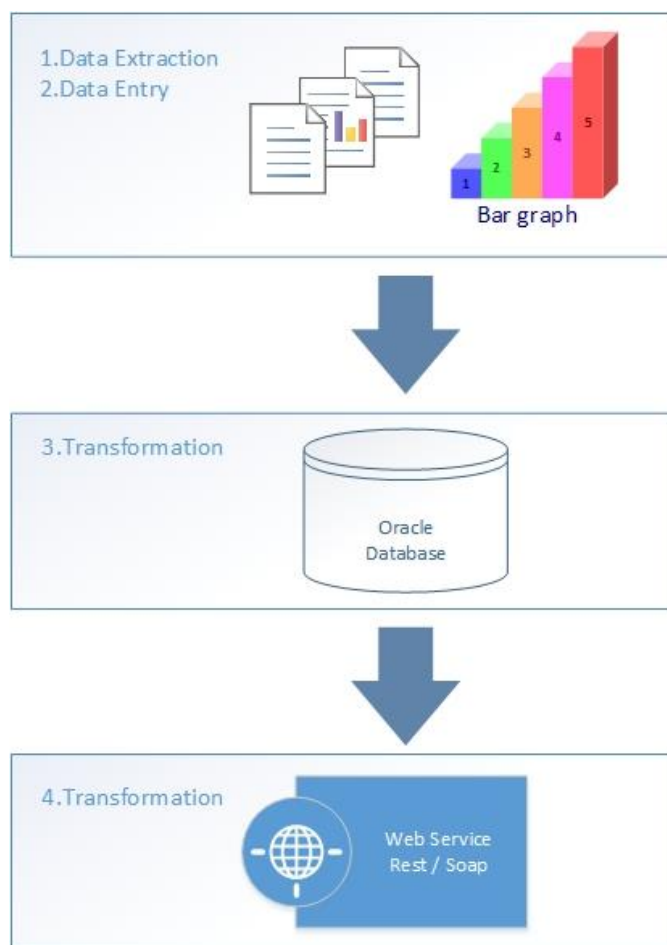 1.Data Extraction
2.Data Entry
1
2
3
4
5
Bar graph
3.Transformation
Oracle
Database
4.Transformation
Web Service
Rest / Soap